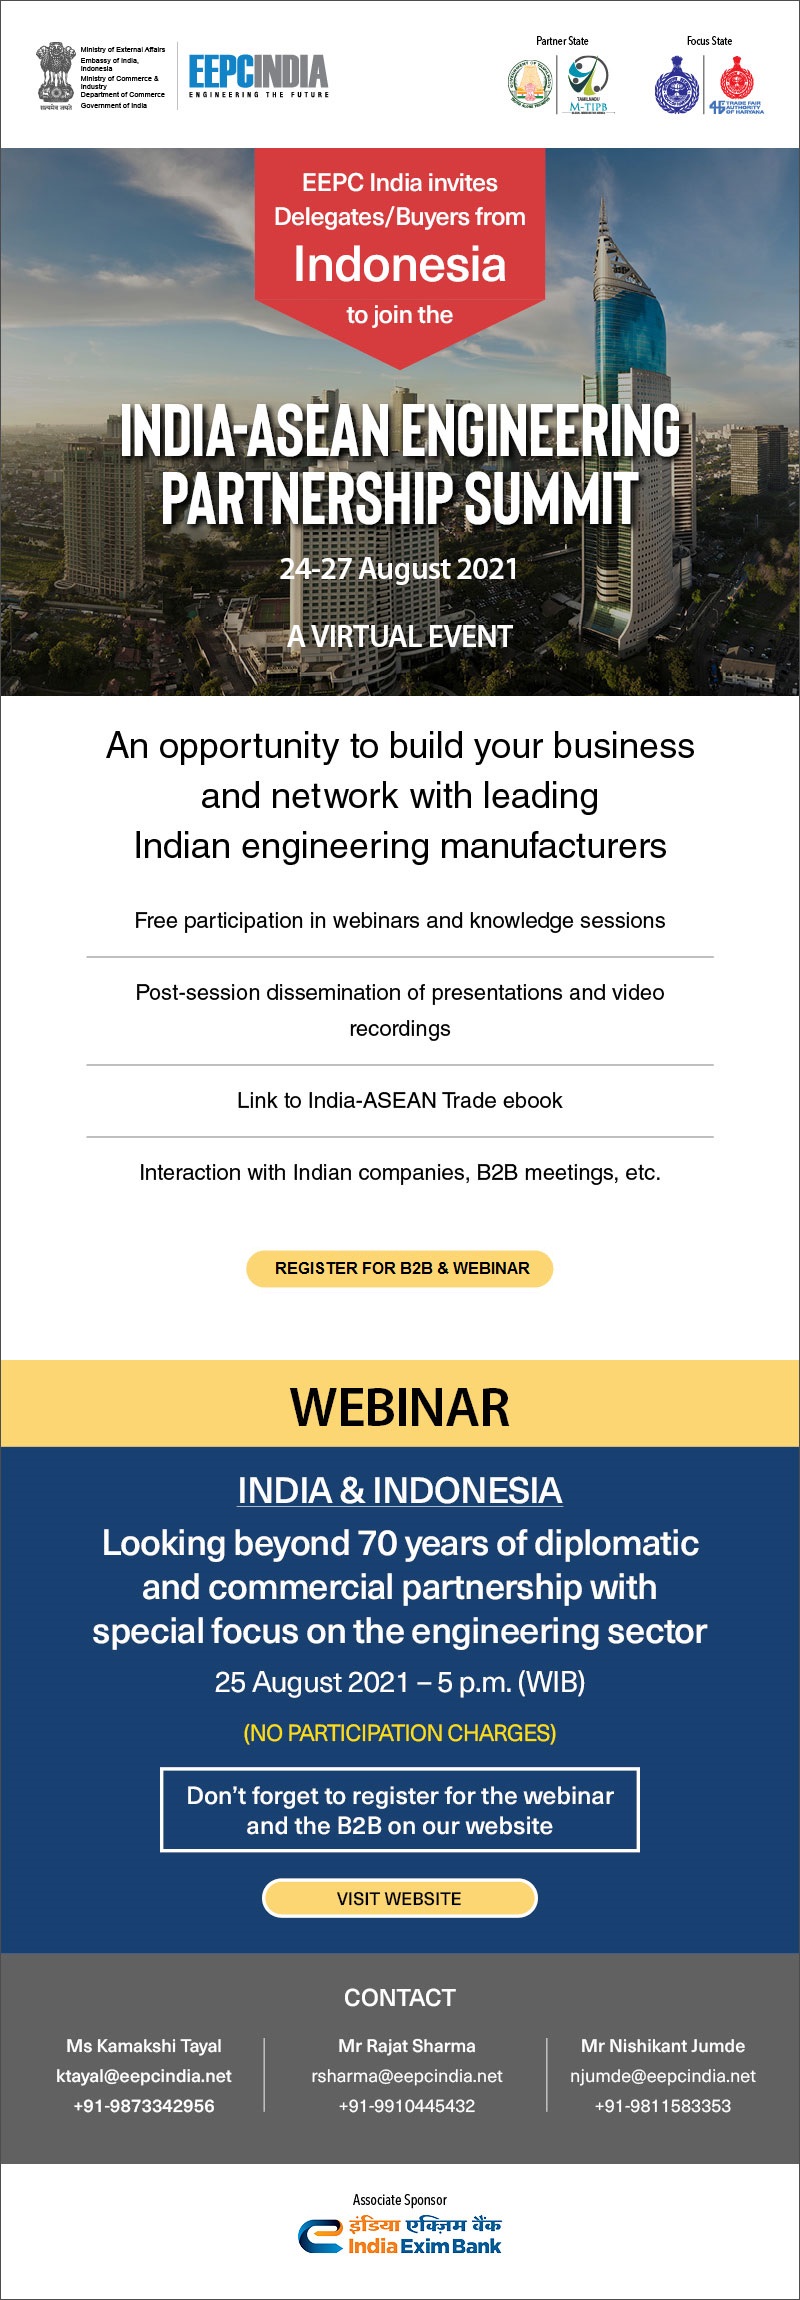 Ministry of External Affairs
Embassy of India,
Indonesia
Ministry of Commerce &
Industry
Department of Commerce
Government of India
सत्यमेव जयते
EEPCINDIA
ENGINEERING THE FUTURE
Partner State
TAMILNADU
M-TIPB
Focus State
TRADE FAIR
AUTHORITY
OF HARYANA
EEPC India invites
Delegates/Buyers from
Indonesia
to join the
INDIA-ASEAN ENGINEERING
PARTNERSHIP SUMMIT
24-27 August 2021
A VIRTUAL EVENT
An opportunity to build your business
and network with leading
Indian engineering manufacturers
Free participation in webinars and knowledge sessions
Post-session dissemination of presentations and video
recordings
Link to India-ASEAN Trade ebook
Interaction with Indian companies, B2B meetings, etc.
REGISTER FOR B2B & WEBINAR
WEBINAR
INDIA & INDONESIA
Looking beyond 70 years of diplomatic
and commercial partnership with
special focus on the engineering sector
25 August 2021 – 5 p.m. (WIB)
(NO PARTICIPATION CHARGES)
Don't forget to register for the webinar
and the B2B on our website
VISIT WEBSITE
CONTACT
Ms Kamakshi Tayal
ktayal@eepcindia.net
+91-9873342956
Mr Rajat Sharma
rsharma@eepcindia.net
+91-9910445432
Mr Nishikant Jumde
njumde@eepcindia.net
+91-9811583353
Associate Sponsor
इंडिया एक्ज़िम बैंक
India Exim Bank